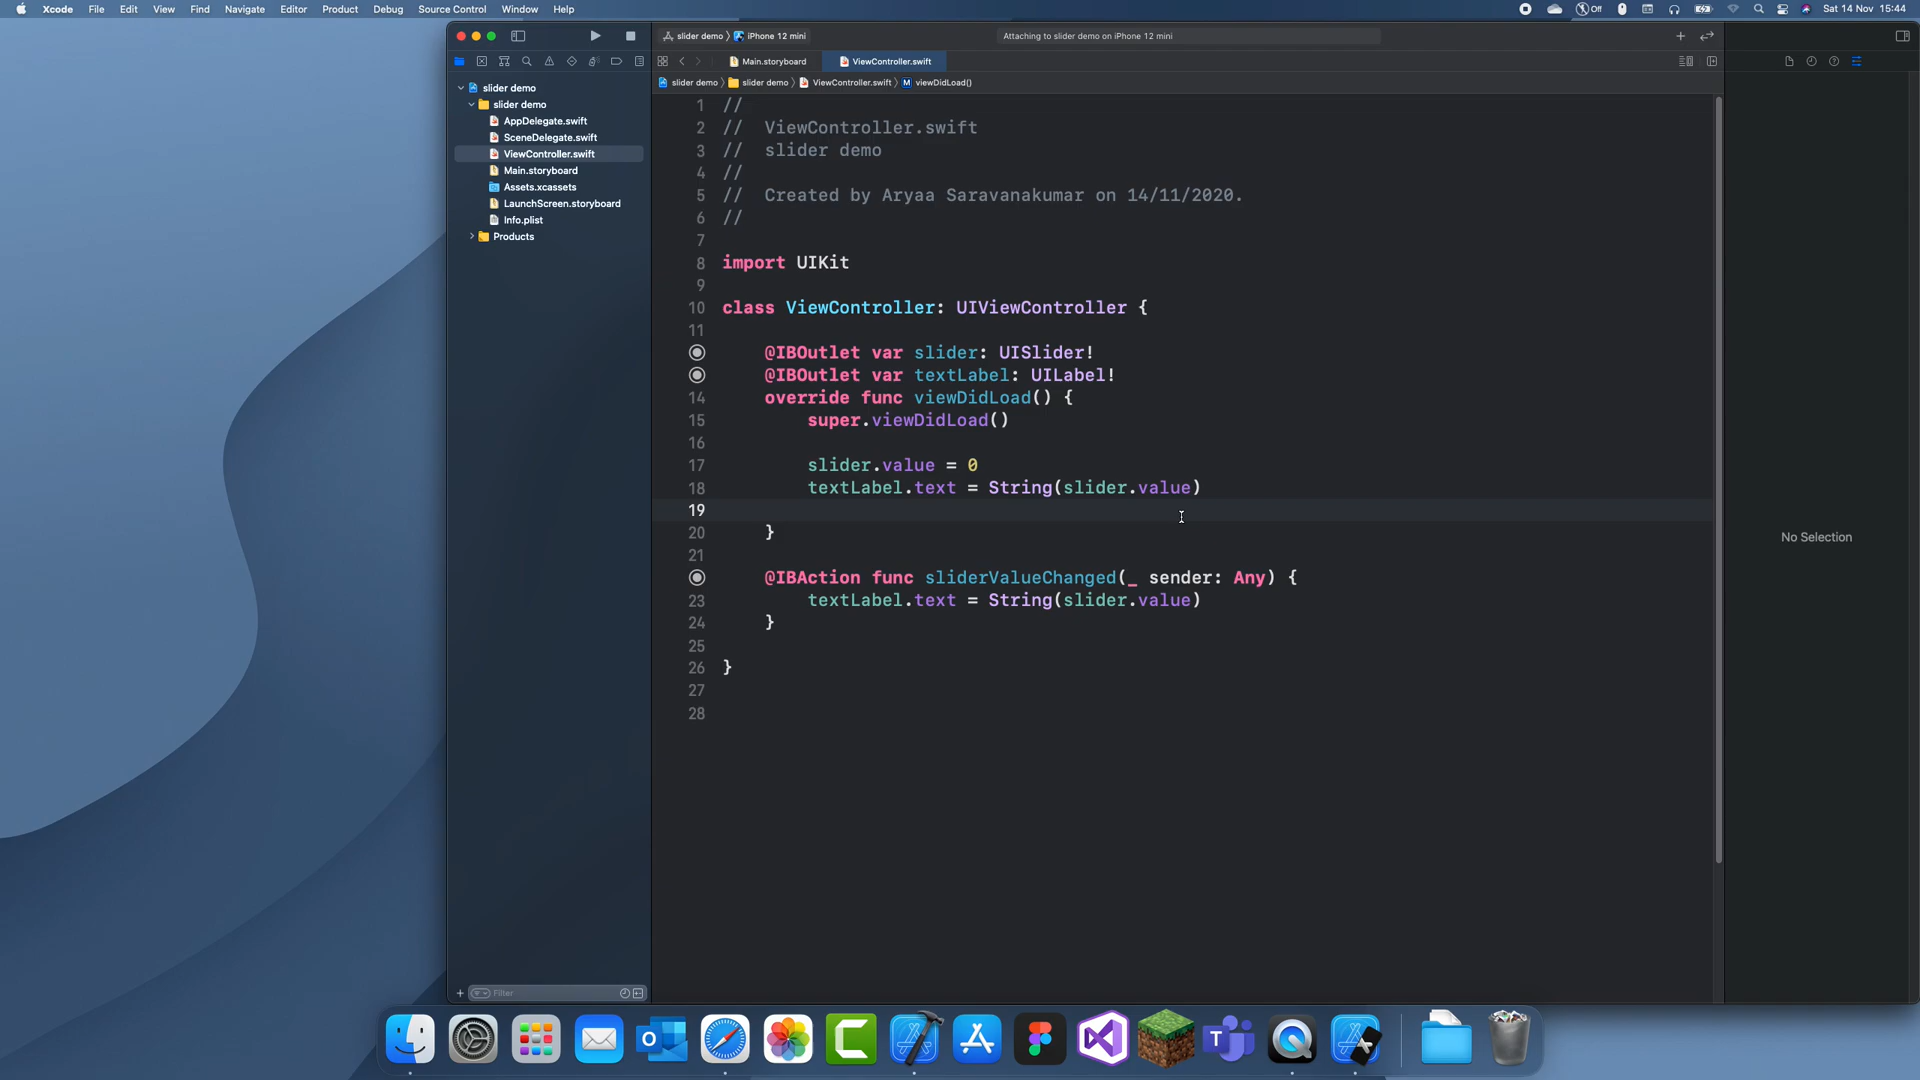 Xcode File Edit View Find Navigate Editor Product Debug Source Control Window Help
Off
Sat 14 Nov 15:44
slider demo iPhone 12 mini
Attaching to slider demo on iPhone 12 mini
Main.storyboard
ViewController.swift
slider demo slider demo ViewController.swift M viewDidLoad()
slider demo
slider demo
AppDelegate.swift
SceneDelegate.swift
ViewController.swift
Main.storyboard
Assets.xcassets
LaunchScreen.storyboard
Info.plist
Products
1 //
2 // ViewController.swift
3 // slider demo
4 //
5 // Created by Aryaa Saravanakumar on 14/11/2020.
6 //
7
8 import UIKit
9
10 class ViewController: UIViewController {
11
@IBOutlet var slider: UISlider!
@IBOutlet var textLabel: UILabel!
14 override func viewDidLoad() {
15 super.viewDidLoad()
16
17 slider.value = 0
18 textLabel.text = String(slider.value)
19
20 }
21
@IBAction func sliderValueChanged(_ sender: Any) {
23 textLabel.text = String(slider.value)
24 }
25
26 }
27
28
No Selection
Filter